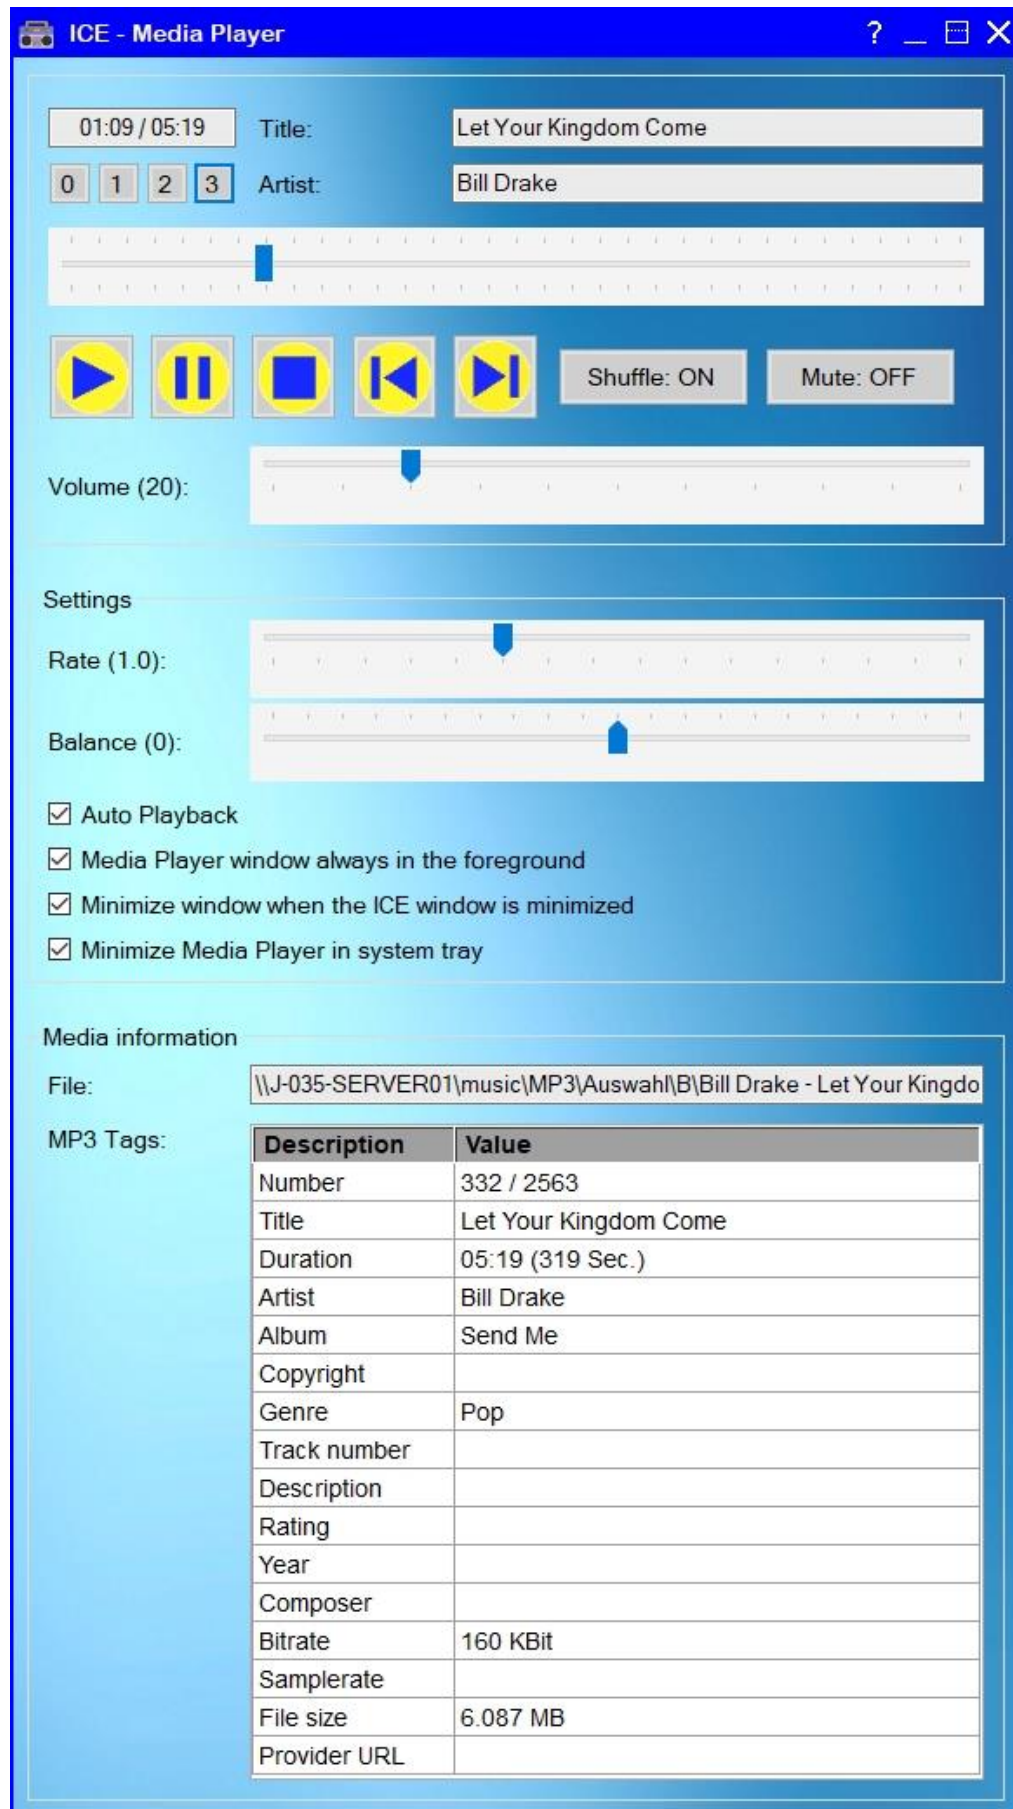 ICE - Media Player ? _
01:09 / 05:19 Title: Let Your Kingdom Come
0 1 2 3 Artist: Bill Drake
Shuffle: ON Mute: OFF
Volume (20):
Settings
Rate (1.0):
Balance (0):
Auto Playback
Media Player window always in the foreground
Minimize window when the ICE window is minimized
Minimize Media Player in system tray
Media information
File: \\J-035-SERVER01\music\MP3\Auswahl\B\Bill Drake - Let Your Kingdo
MP3 Tags:
Description Value
Number 332 / 2563
Title Let Your Kingdom Come
Duration 05:19 (319 Sec.)
Artist Bill Drake
Album Send Me
Copyright
Genre Pop
Track number
Description
Rating
Year
Composer
Bitrate 160 KBit
Samplerate
File size 6.087 MB
Provider URL